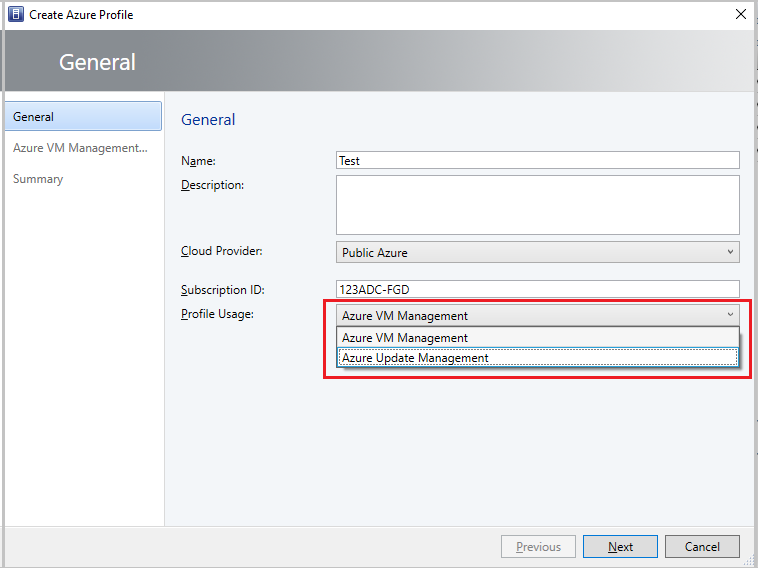 Create Azure Profile
General
General
Azure VM Management...
Summary
General
Name: Test
Description:
Cloud Provider: Public Azure
Subscription ID: 123ADC-FGD
Profile Usage: Azure VM Management
Azure VM Management
Azure Update Management
Previous Next Cancel